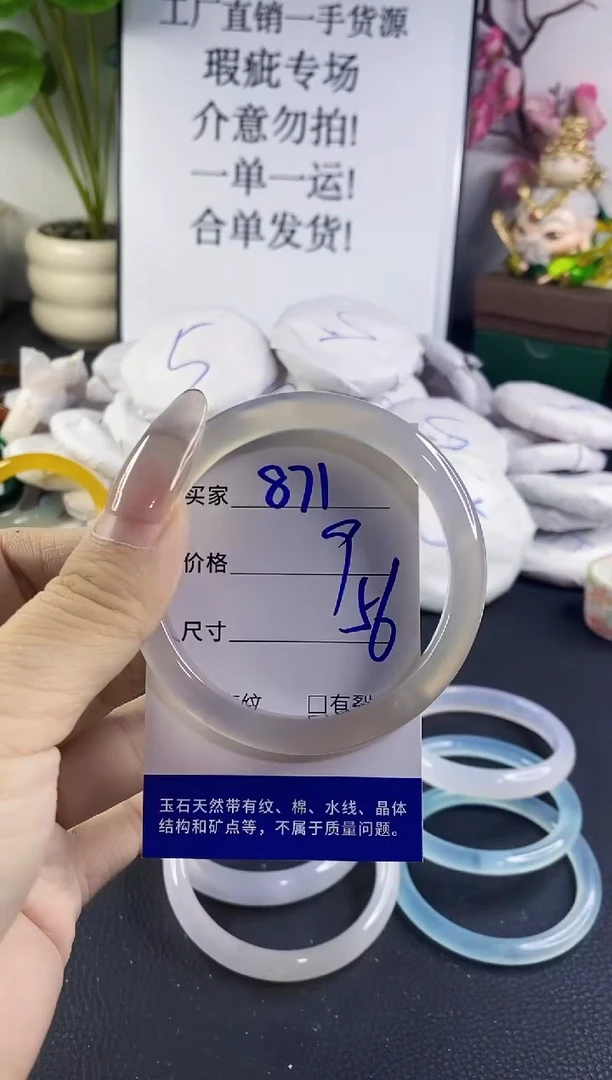 工厂直销一手货源
瑕疵专场
介意勿拍!
一单一运!
合单发货!
5
买家 871
价格 9
尺寸 56
纹 □有裂
玉石天然带有纹、棉、水线、晶体
结构和矿点等，不属于质量问题。